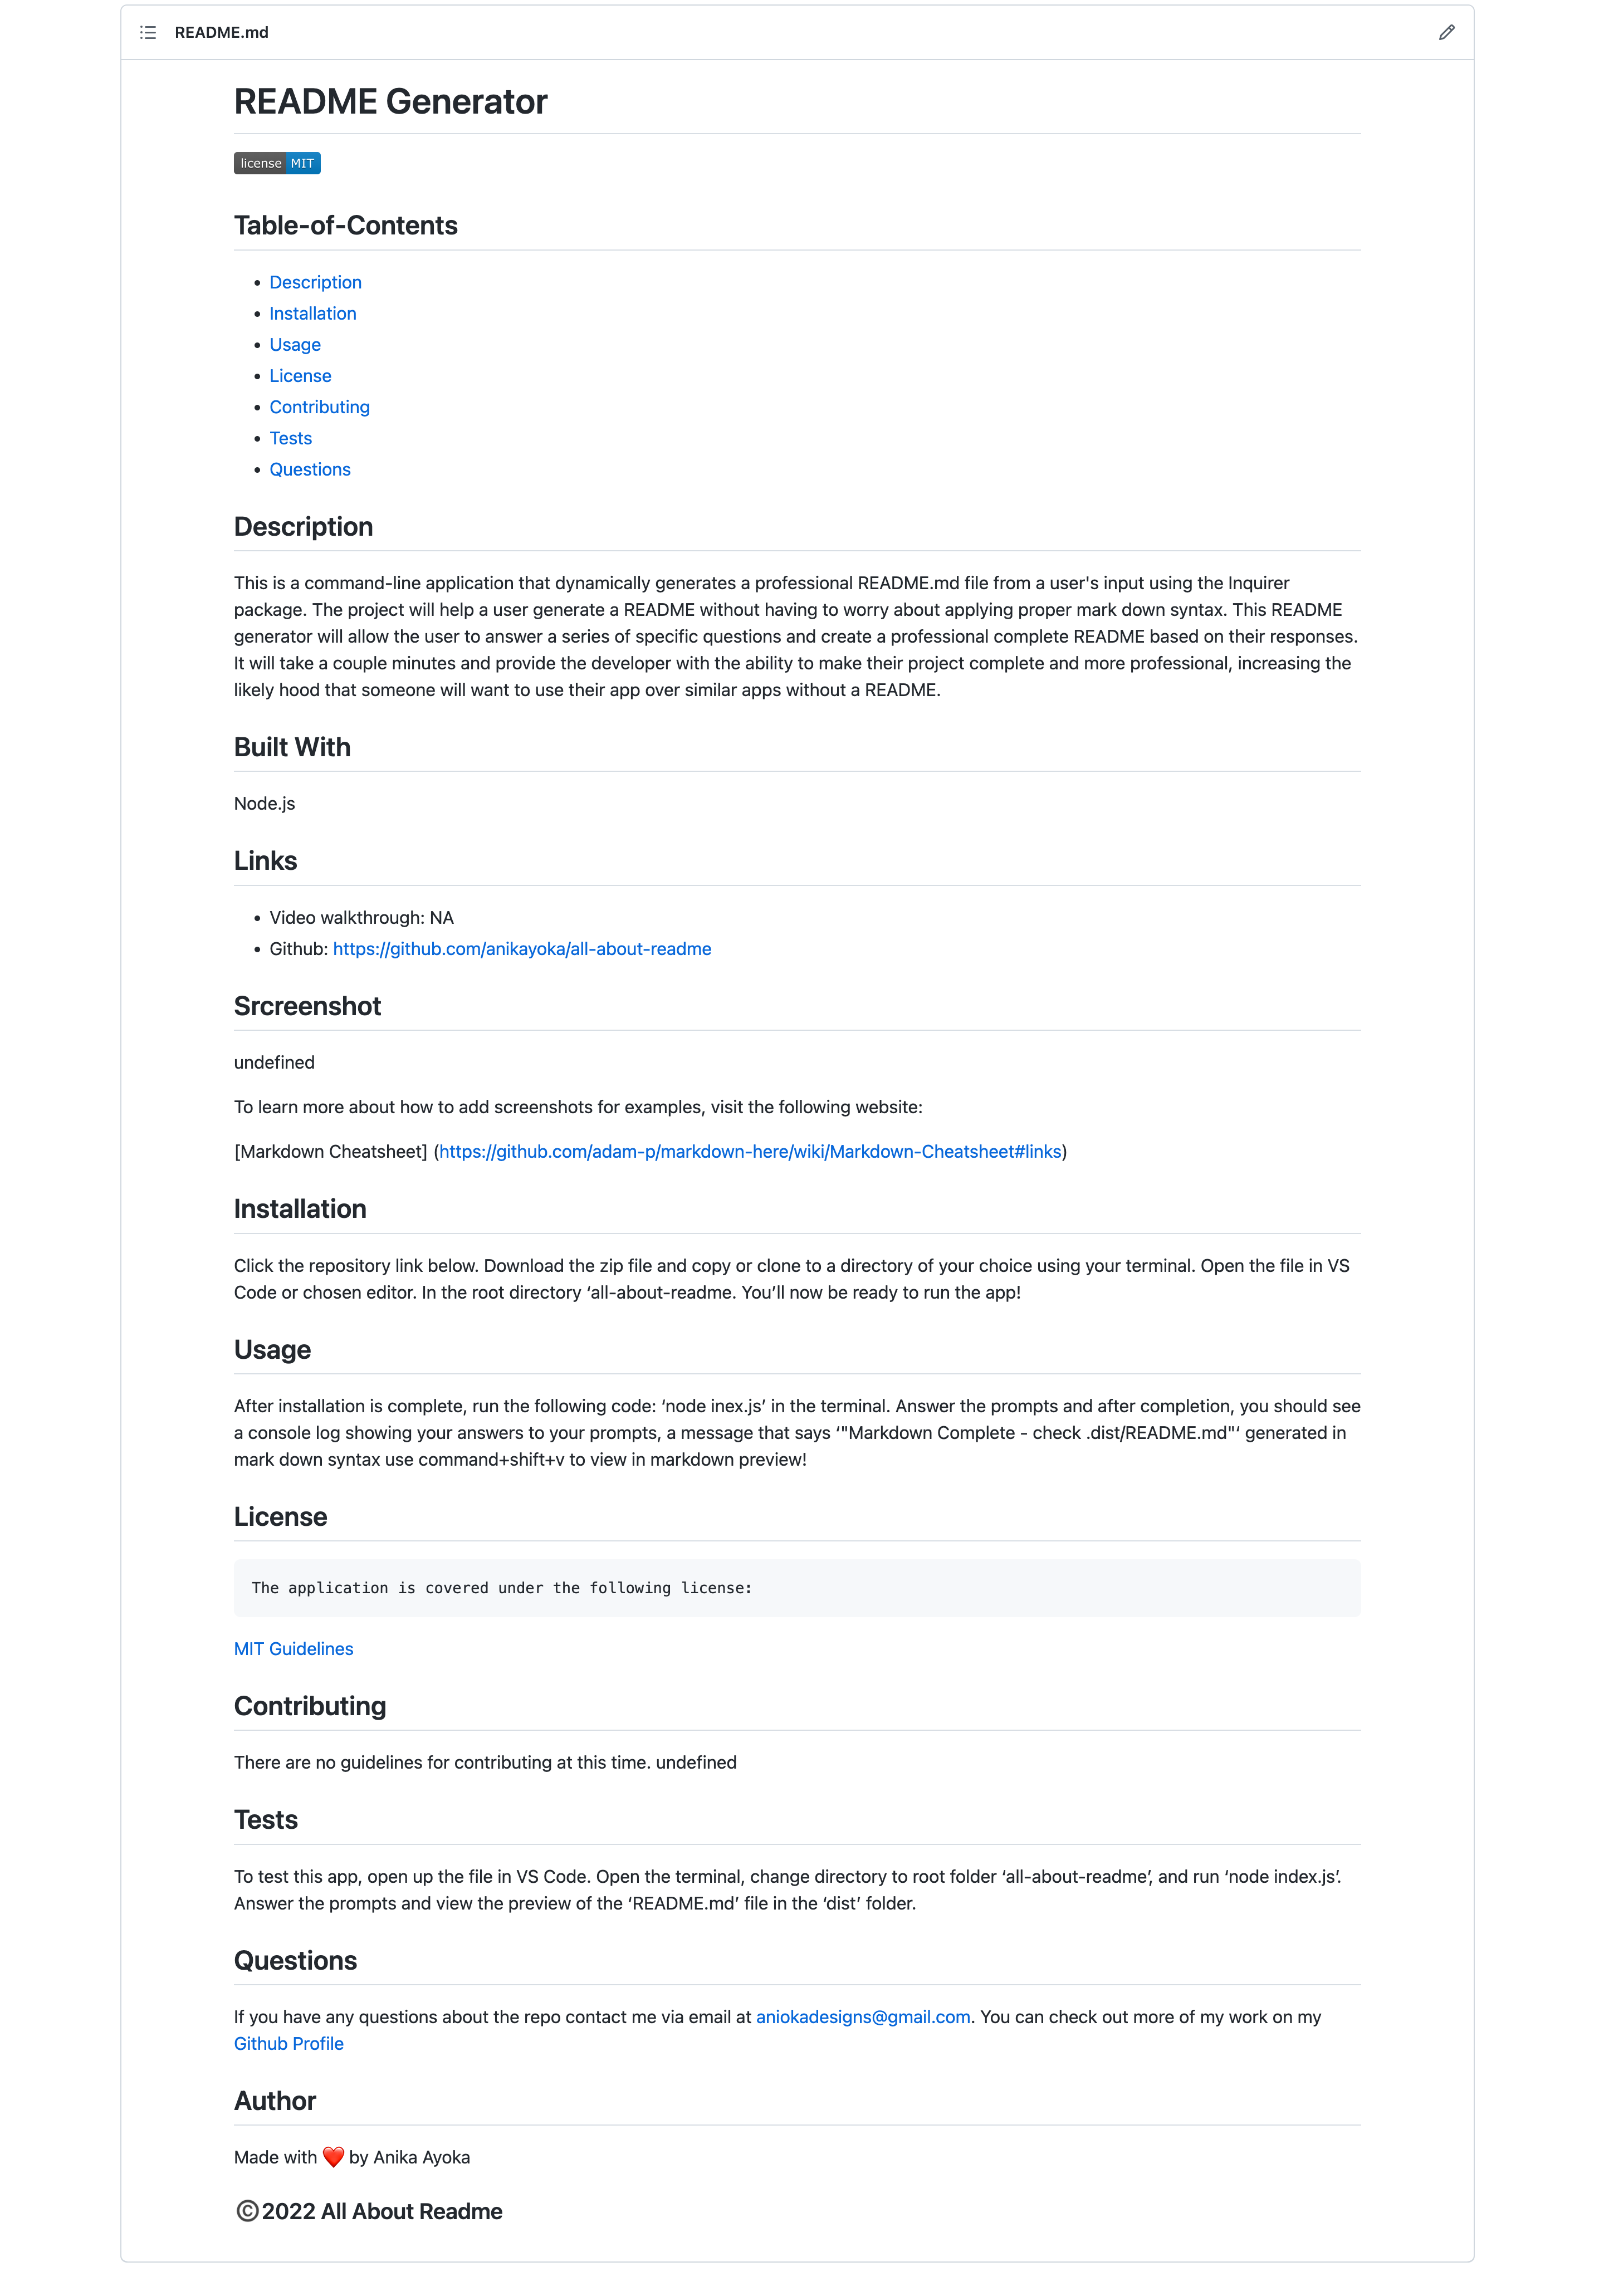 README.md
README Generator
license MIT
Table-of-Contents
• Description
• Installation
• Usage
• License
• Contributing
• Tests
• Questions
Description
This is a command-line application that dynamically generates a professional README.md file from a user's input using the Inquirer
package. The project will help a user generate a README without having to worry about applying proper mark down syntax. This README
generator will allow the user to answer a series of specific questions and create a professional complete README based on their responses.
It will take a couple minutes and provide the developer with the ability to make their project complete and more professional, increasing the
likely hood that someone will want to use their app over similar apps without a README.
Built With
Node.js
Links
• Video walkthrough: NA
• Github: https://github.com/anikayoka/all-about-readme
Srcreenshot
undefined
To learn more about how to add screenshots for examples, visit the following website:
[Markdown Cheatsheet] (https://github.com/adam-p/markdown-here/wiki/Markdown-Cheatsheet#links)
Installation
Click the repository link below. Download the zip file and copy or clone to a directory of your choice using your terminal. Open the file in VS
Code or chosen editor. In the root directory ‘all-about-readme. You’ll now be ready to run the app!
Usage
After installation is complete, run the following code: ‘node inex.js’ in the terminal. Answer the prompts and after completion, you should see
a console log showing your answers to your prompts, a message that says ‘"Markdown Complete - check .dist/README.md"‘ generated in
mark down syntax use command+shift+v to view in markdown preview!
License
The application is covered under the following license:
MIT Guidelines
Contributing
There are no guidelines for contributing at this time. undefined
Tests
To test this app, open up the file in VS Code. Open the terminal, change directory to root folder ‘all-about-readme’, and run ‘node index.js’.
Answer the prompts and view the preview of the ‘README.md’ file in the ‘dist’ folder.
Questions
If you have any questions about the repo contact me via email at aniokadesigns@gmail.com. You can check out more of my work on my
Github Profile
Author
Made with ❤️ by Anika Ayoka
©2022 All About Readme